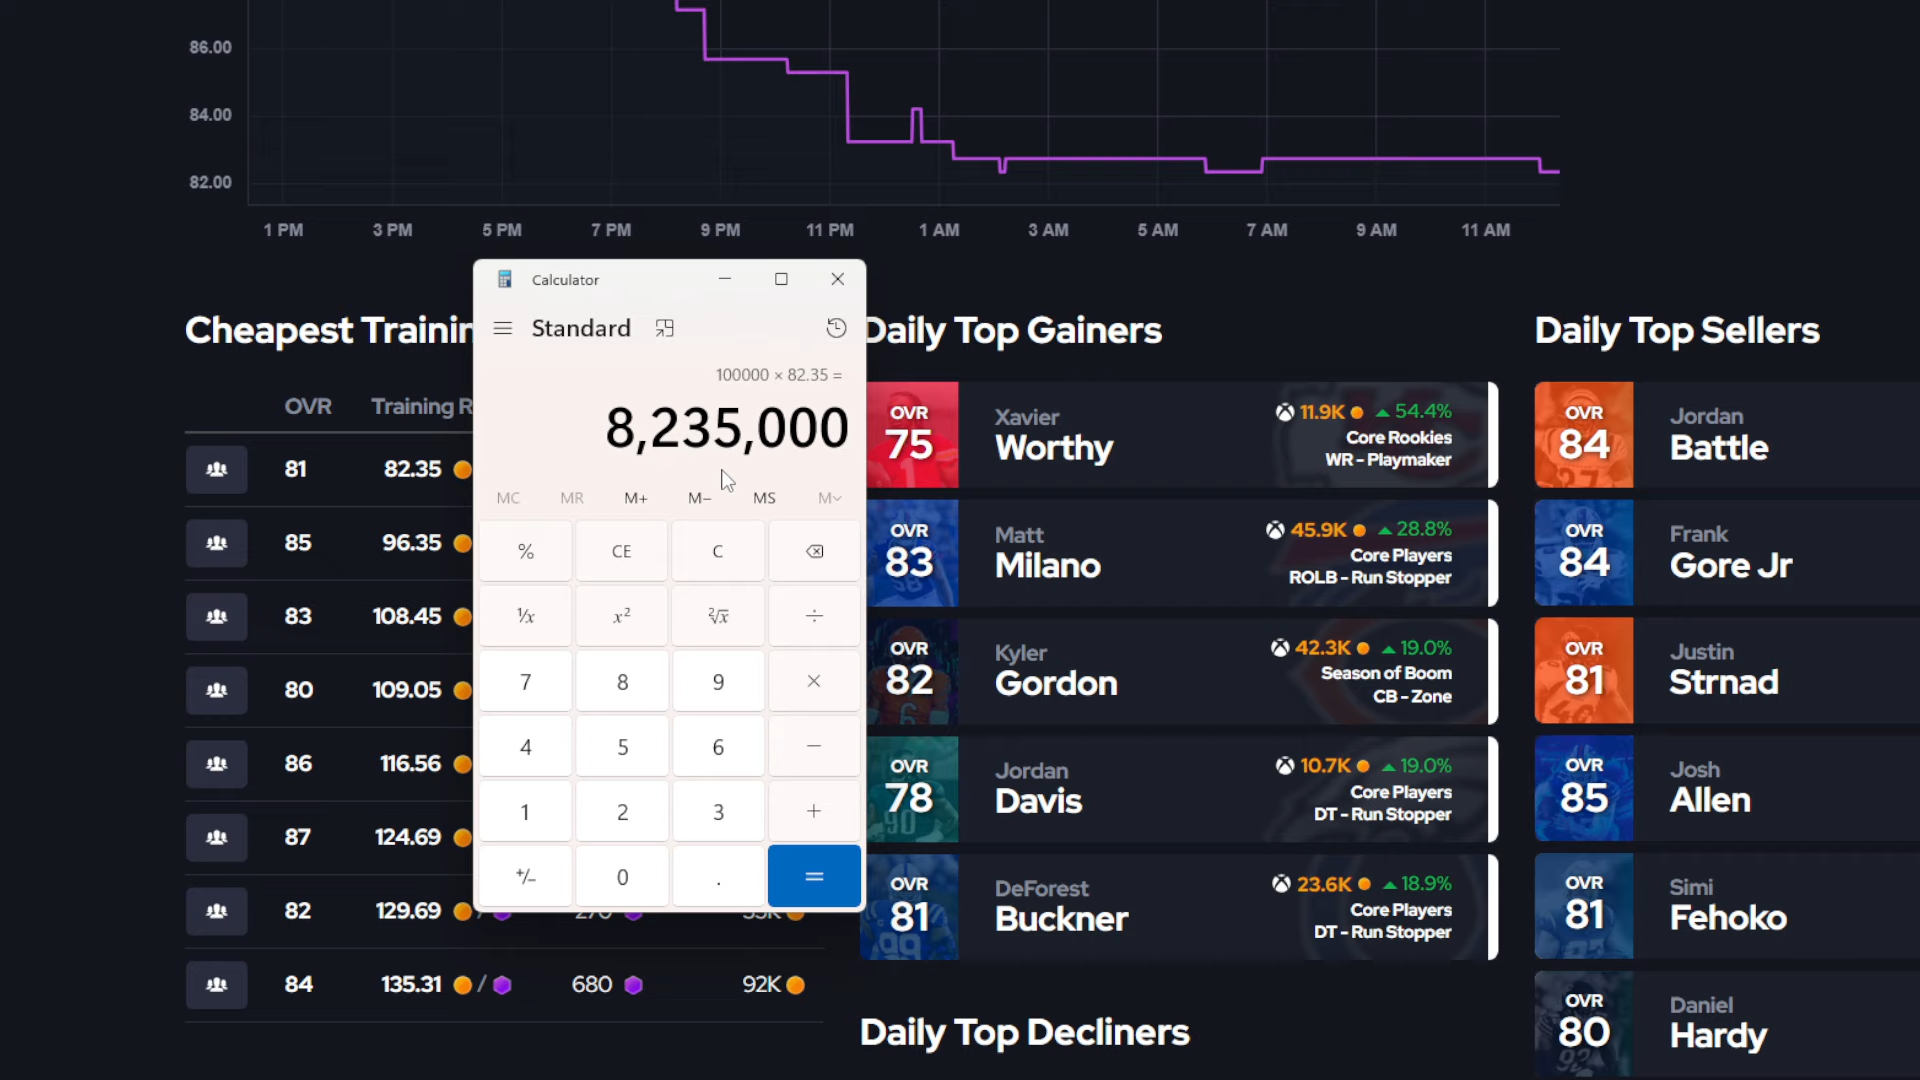 86.00
84.00
82.00
1 PM 3 PM 5 PM 7 PM 9 PM 11 PM 1 AM 3 AM 5 AM 7 AM 9 AM 11 AM
Cheapest
OVR
81 82.35
85 96.35
83 108.45
80 109.05
86 116.56
87 124.69
82 129.69 /
84 135.31 / 680 92K
Calculator
Standard
100000 × 82.35 =
8,235,000
MC MR M+ M− MS M
% CE C
1/x x² ²√x ÷
7 8 9 ×
4 5 6 −
1 2 3 +
+/− 0 . =
Daily Top Gainers
OVR
75
Xavier
Worthy
11.9K 54.4%
Core Rookies
WR - Playmaker
OVR
83
Matt
Milano
45.9K 28.8%
Core Players
ROLB - Run Stopper
OVR
82
Kyler
Gordon
42.3K 19.0%
Season of Boom
CB - Zone
OVR
78
Jordan
Davis
10.7K 19.0%
Core Players
DT - Run Stopper
OVR
81
DeForest
Buckner
23.6K 18.9%
Core Players
DT - Run Stopper
Daily Top Decliners
Daily Top Sellers
OVR
84
Jordan
Battle
OVR
84
Frank
Gore Jr
OVR
81
Justin
Strnad
OVR
85
Josh
Allen
OVR
81
Simi
Fehoko
OVR
80
Daniel
Hardy